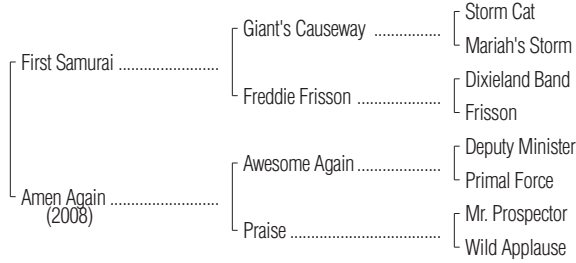 Storm Cat
Giant's Causeway ..................
Mariah's Storm
First Samurai ...........................
Dixieland Band
Freddie Frisson ......................
Frisson
Deputy Minister
Awesome Again ......................
Primal Force
Amen Again .............................
(2008)
Mr. Prospector
Praise ........................................
Wild Applause